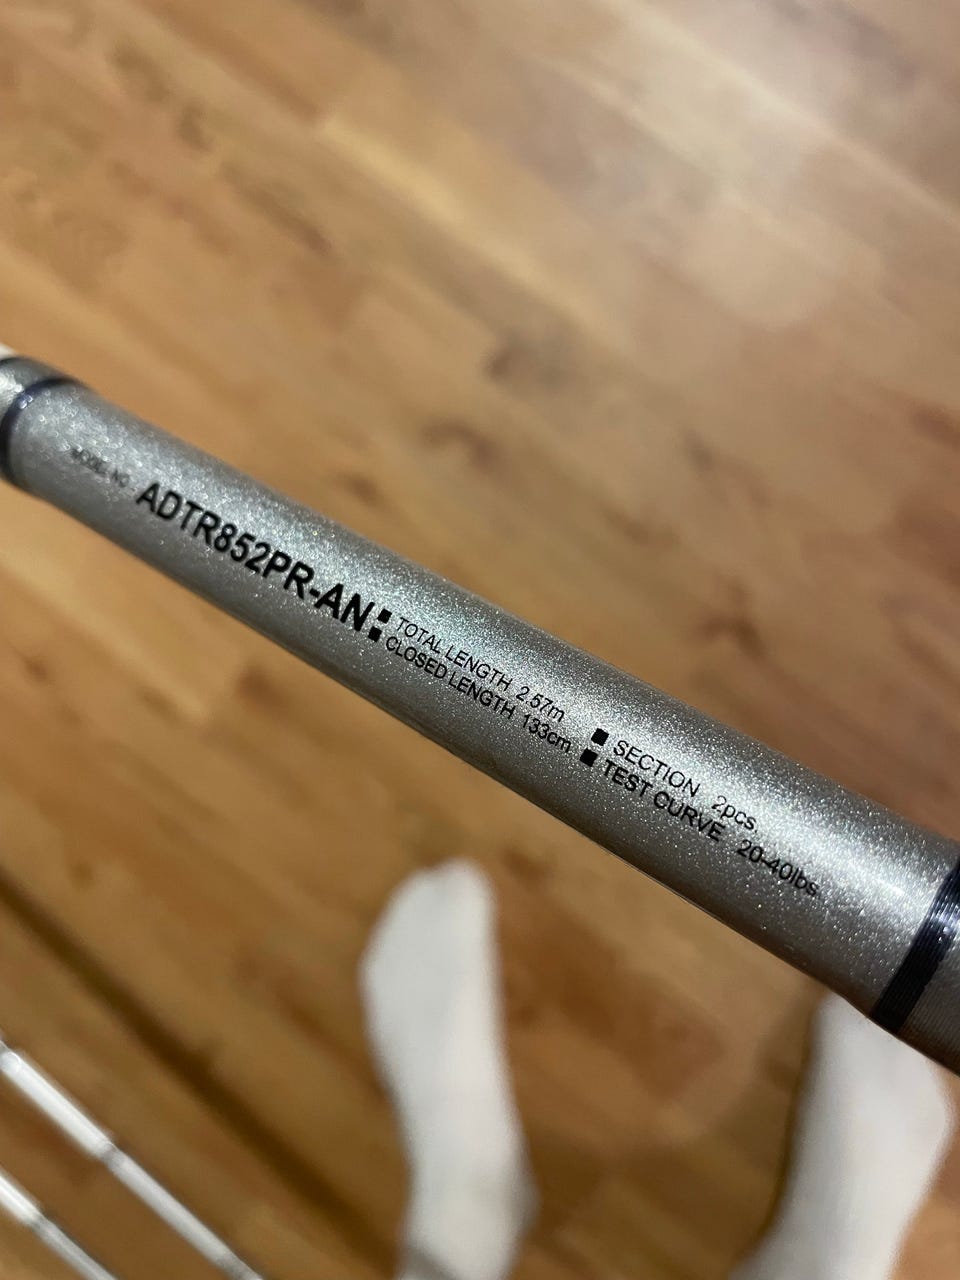 MODEL NO. ADTR852PR-AN
■ TOTAL LENGTH 2.57m
■ CLOSED LENGTH 133cm
■ SECTION 2pcs.
■ TEST CURVE 20-40lbs.